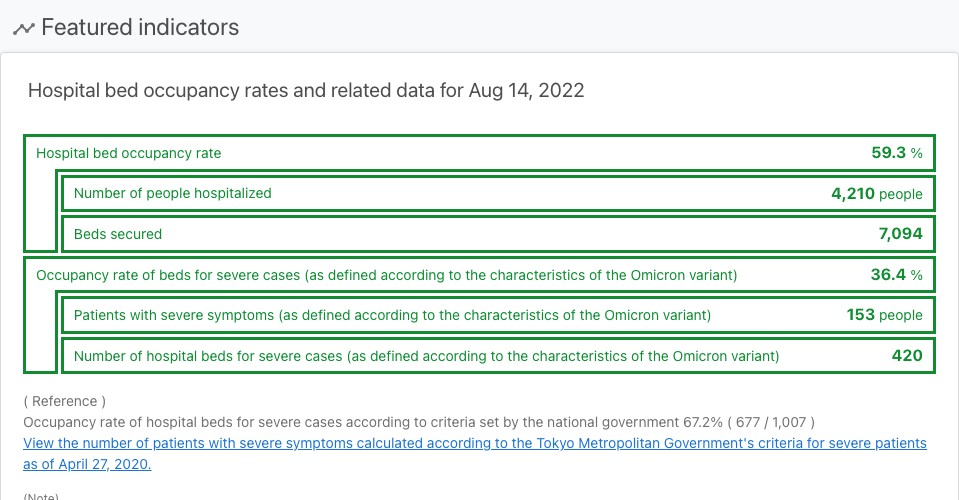 Featured indicators
Hospital bed occupancy rates and related data for Aug 14, 2022
Hospital bed occupancy rate 59.3 %
Number of people hospitalized 4,210 people
Beds secured 7,094
Occupancy rate of beds for severe cases (as defined according to the characteristics of the Omicron variant) 36.4 %
Patients with severe symptoms (as defined according to the characteristics of the Omicron variant) 153 people
Number of hospital beds for severe cases (as defined according to the characteristics of the Omicron variant) 420
( Reference )
Occupancy rate of hospital beds for severe cases according to criteria set by the national government 67.2% ( 677 / 1,007 )
View the number of patients with severe symptoms calculated according to the Tokyo Metropolitan Government's criteria for severe patients
as of April 27, 2020.
(Note)